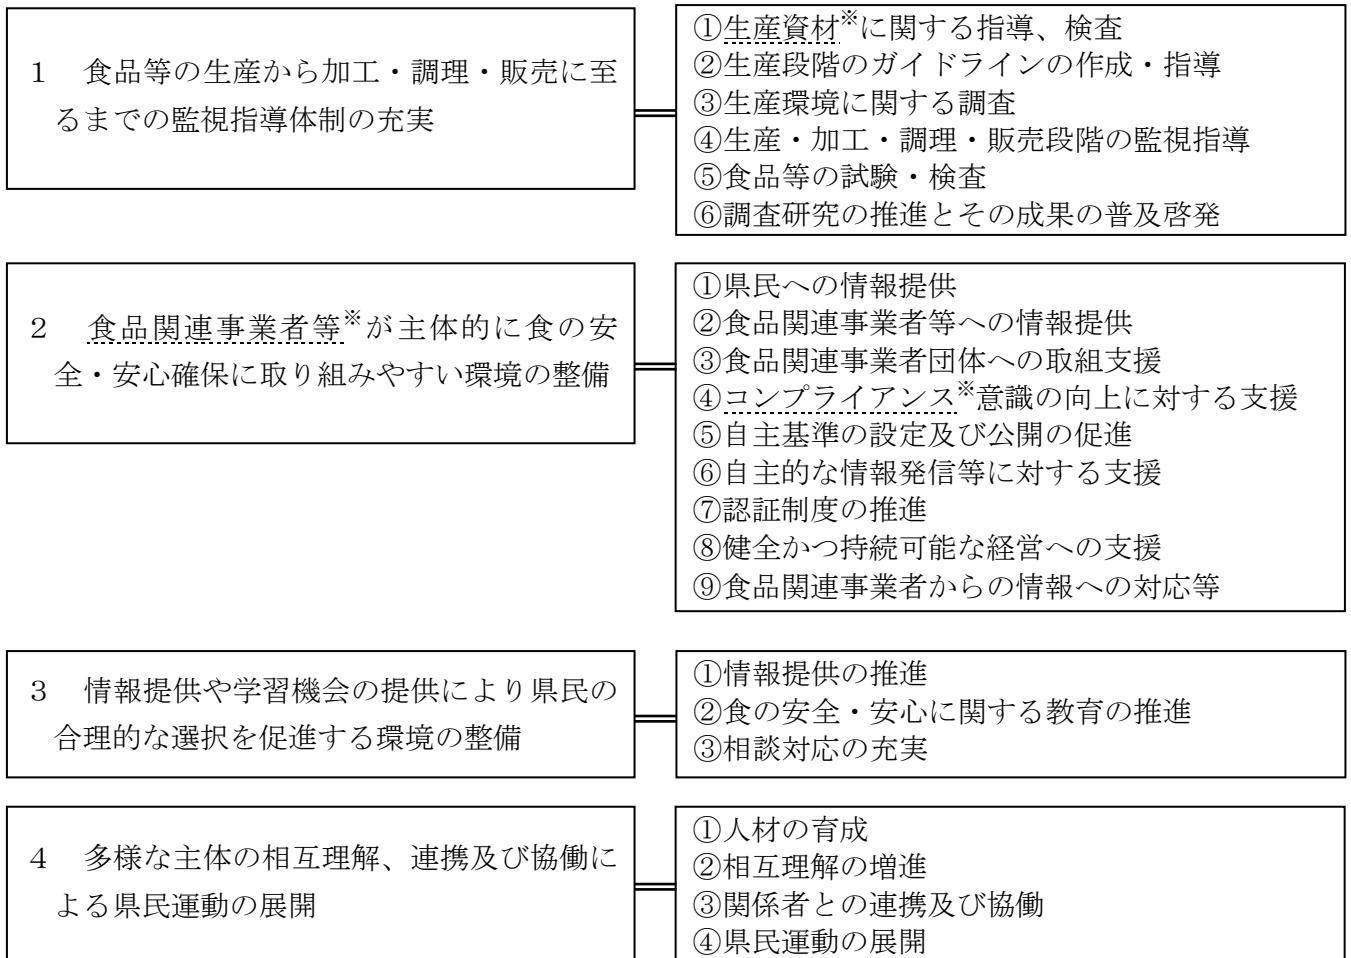 1 食品等の生産から加工・調理・販売に至
るまでの監視指導体制の充実
①生産資材※に関する指導、検査
②生産段階のガイドラインの作成・指導
③生産環境に関する調査
④生産・加工・調理・販売段階の監視指導
⑤食品等の試験・検査
⑥調査研究の推進とその成果の普及啓発
2 食品関連事業者等※が主体的に食の安
全・安心確保に取り組みやすい環境の整備
①県民への情報提供
②食品関連事業者等への情報提供
③食品関連事業者団体への取組支援
④コンプライアンス※意識の向上に対する支援
⑤自主基準の設定及び公開の促進
⑥自主的な情報発信等に対する支援
⑦認証制度の推進
⑧健全かつ持続可能な経営への支援
⑨食品関連事業者からの情報への対応等
3 情報提供や学習機会の提供により県民の
合理的な選択を促進する環境の整備
①情報提供の推進
②食の安全・安心に関する教育の推進
③相談対応の充実
4 多様な主体の相互理解、連携及び協働に
よる県民運動の展開
①人材の育成
②相互理解の増進
③関係者との連携及び協働
④県民運動の展開